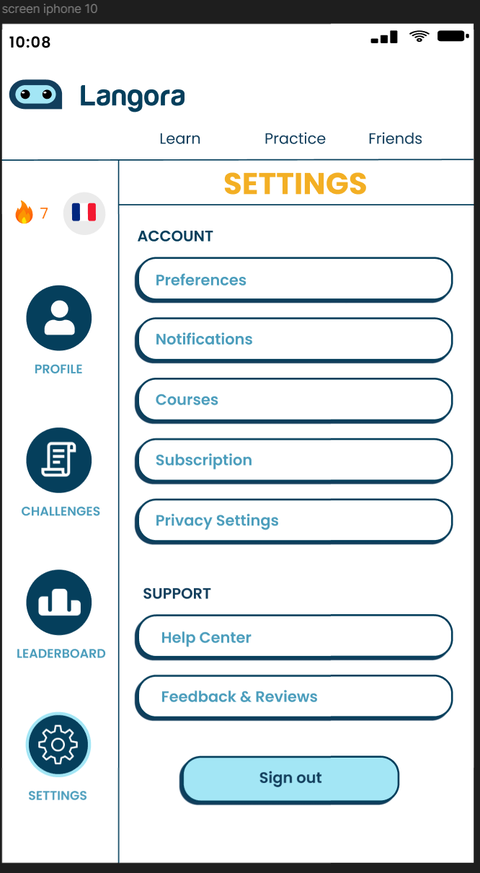 screen iphone 10
10:08
Langora
Learn Practice Friends
SETTINGS
7
ACCOUNT
Preferences
Notifications
Courses
Subscription
Privacy Settings
SUPPORT
Help Center
Feedback & Reviews
Sign out
PROFILE
CHALLENGES
LEADERBOARD
SETTINGS